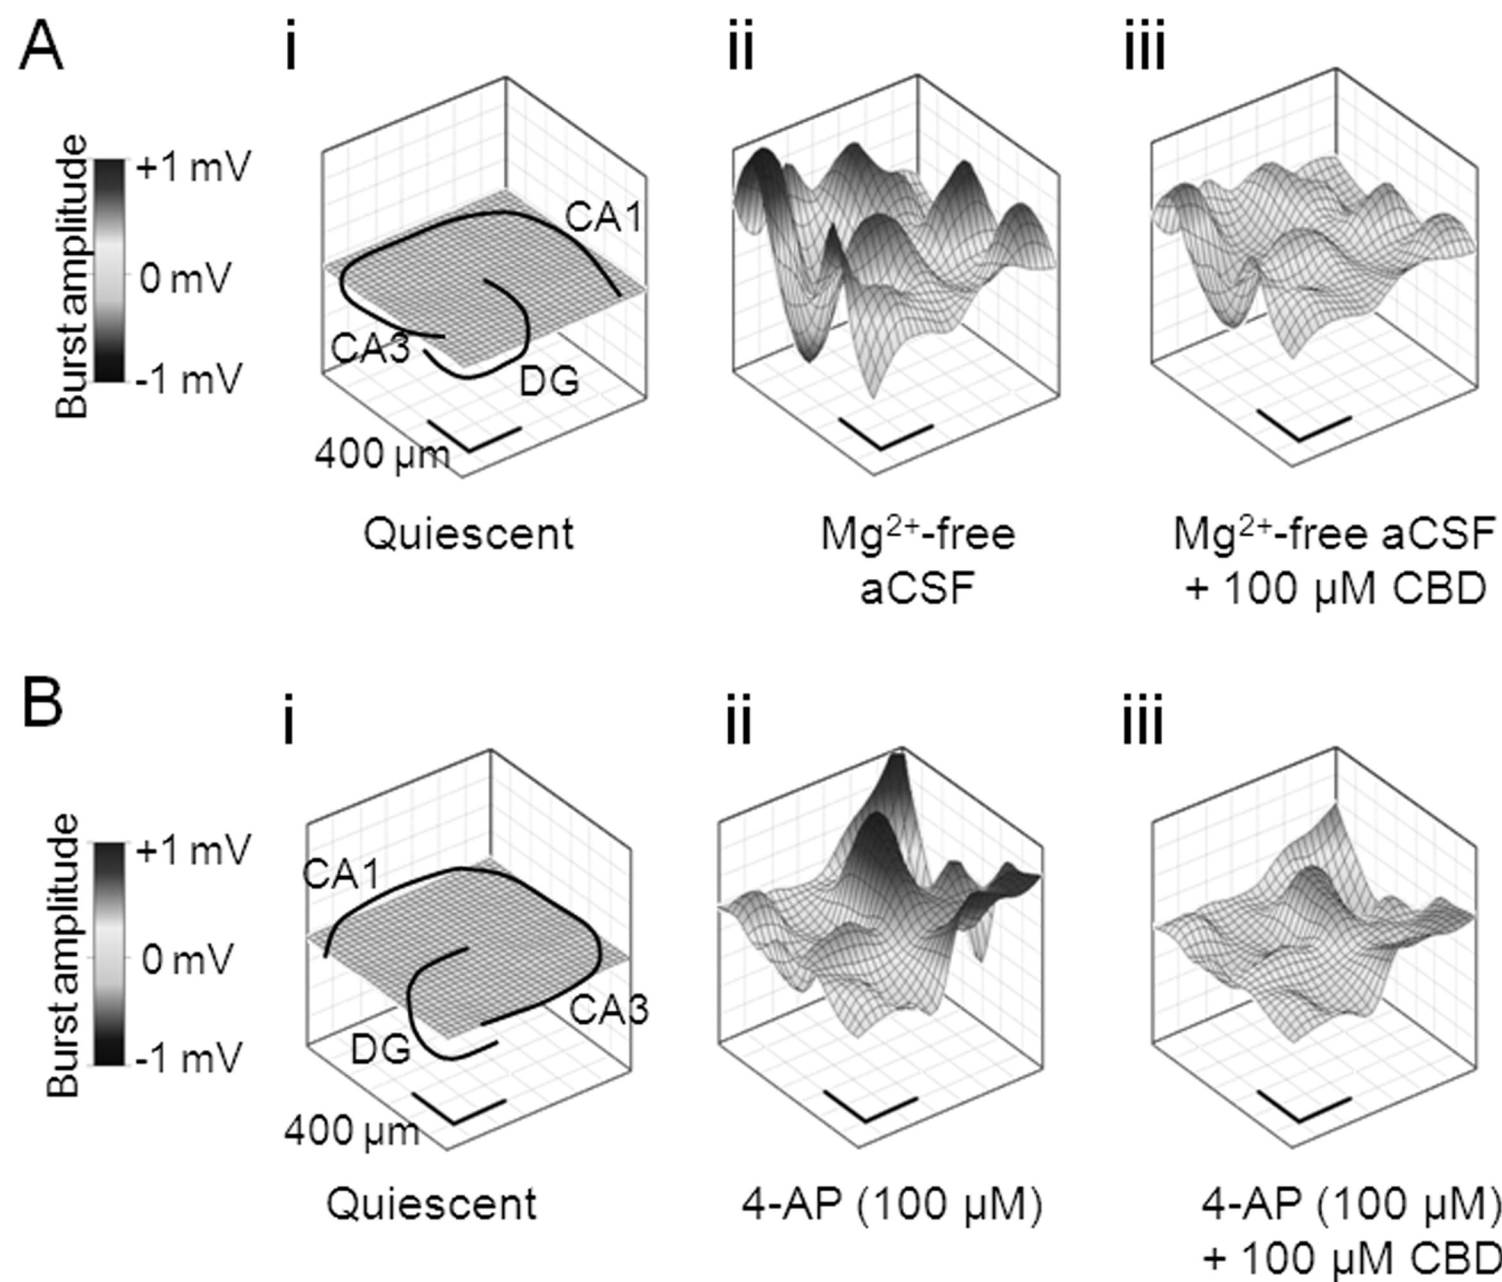 A
i
ii
iii
Burst amplitude
+1 mV
0 mV
-1 mV
CA1
CA3
DG
400 µm
Quiescent
Mg²⁺-free
aCSF
Mg²⁺-free aCSF
+ 100 µM CBD
B
i
ii
iii
Burst amplitude
+1 mV
0 mV
-1 mV
CA1
CA3
DG
400 µm
Quiescent
4-AP (100 µM)
4-AP (100 µM)
+ 100 µM CBD